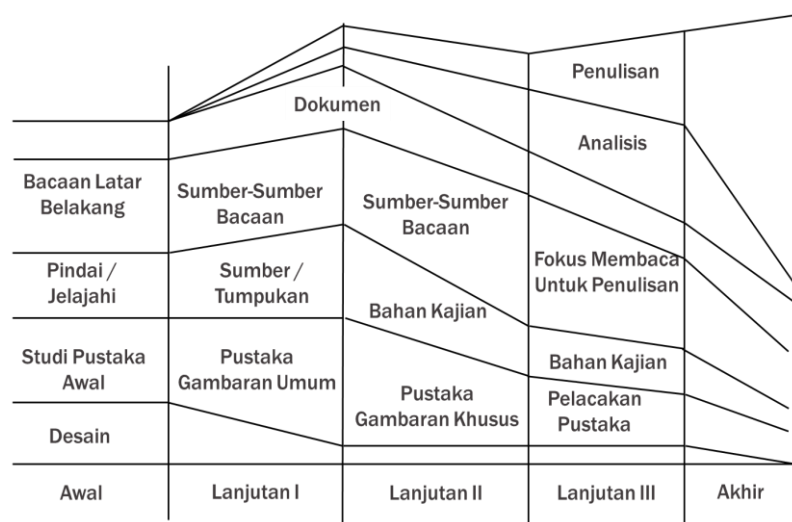 Penulisan
Dokumen
Analisis
Bacaan Latar
Belakang
Sumber-Sumber
Bacaan
Sumber-Sumber
Bacaan
Pindai /
Jelajahi
Sumber /
Tumpukan
Bahan Kajian
Fokus Membaca
Untuk Penulisan
Studi Pustaka
Awal
Pustaka
Gambaran Umum
Pustaka
Gambaran Khusus
Bahan Kajian
Pelacakan
Pustaka
Desain
Awal
Lanjutan I
Lanjutan II
Lanjutan III
Akhir